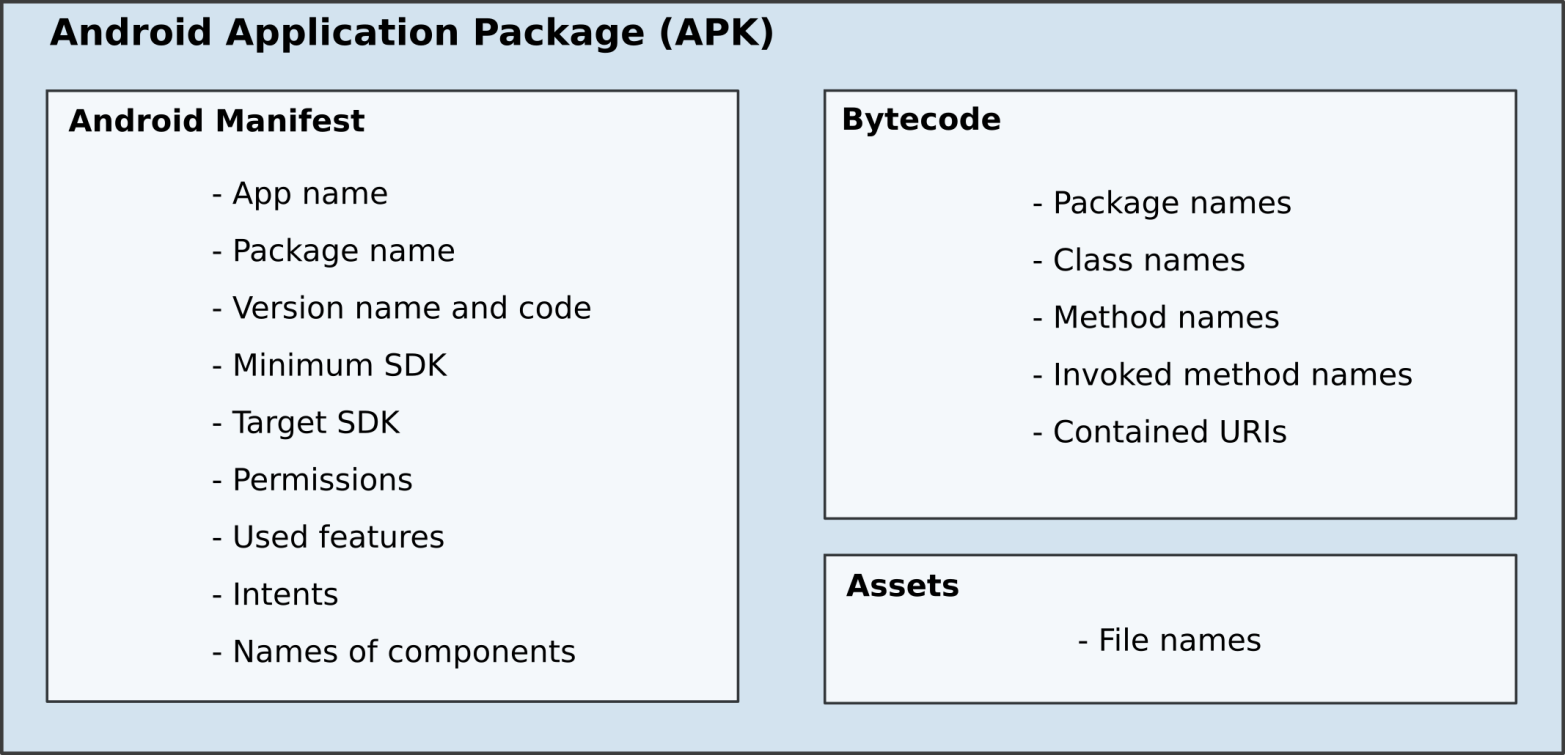 Android Application Package (APK)
Android Manifest
- App name
- Package name
- Version name and code
- Minimum SDK
- Target SDK
- Permissions
- Used features
- Intents
- Names of components
Bytecode
- Package names
- Class names
- Method names
- Invoked method names
- Contained URIs
Assets
- File names